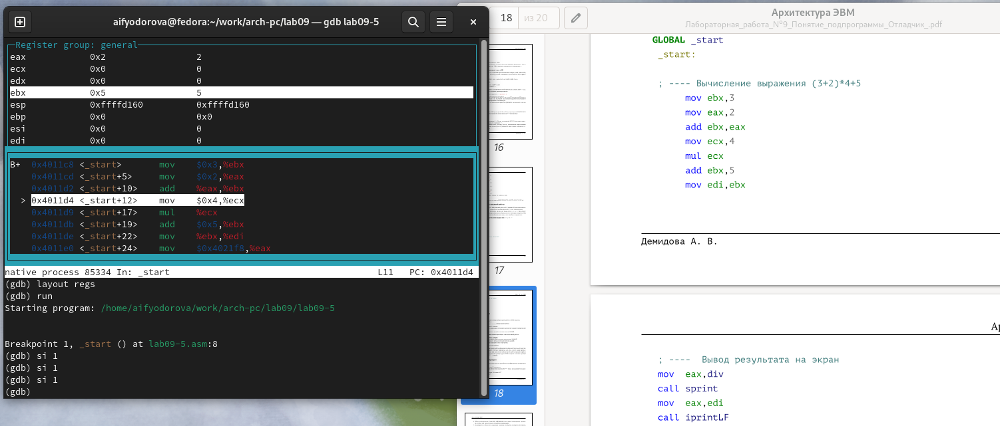 aifyodorova@fedora:~/work/arch-pc/lab09 — gdb lab09-5
Register group: general
eax 0x2 2
ecx 0x0 0
edx 0x0 0
ebx 0x5 5
esp 0xffffd160 0xffffd160
ebp 0x0 0x0
esi 0x0 0
edi 0x0 0
B+ 0x4011c8 <_start> mov $0x3,%ebx
0x4011cd <_start+5> mov $0x2,%eax
0x4011d2 <_start+10> add %eax,%ebx
> 0x4011d4 <_start+12> mov $0x4,%ecx
0x4011d9 <_start+17> mul %ecx
0x4011db <_start+19> add $0x5,%ebx
0x4011de <_start+22> mov %ebx,%edi
0x4011e0 <_start+24> mov $0x4021f8,%eax
native process 85334 In: _start L11 PC: 0x4011d4
(gdb) layout regs
(gdb) run
Starting program: /home/aifyodorova/work/arch-pc/lab09/lab09-5
Breakpoint 1, _start () at lab09-5.asm:8
(gdb) si 1
(gdb) si 1
(gdb) si 1
(gdb)
18 из 20
Архитектура ЭВМ
Лабораторная_работа_№9_Понятие_подпрограммы_Отладчик_.pdf
16
17
18
GLOBAL _start
_start:
; ---- Вычисление выражения (3+2)*4+5
mov ebx,3
mov eax,2
add ebx,eax
mov ecx,4
mul ecx
add ebx,5
mov edi,ebx
Демидова А. В.
; ---- Вывод результата на экран
mov eax,div
call sprint
mov eax,edi
call iprintLF